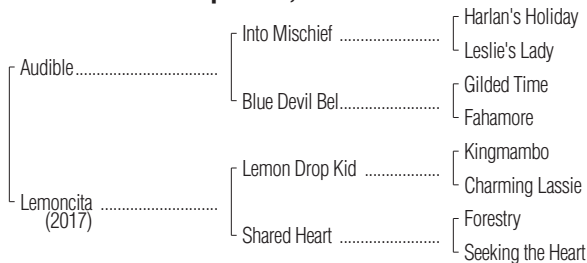 Harlan's Holiday
Into Mischief ....................
Leslie's Lady
Audible.............................
Gilded Time
Blue Devil Bel....................
Fahamore
Kingmambo
Lemon Drop Kid ...............
Charming Lassie
Lemoncita ........................
(2017)
Forestry
Shared Heart ....................
Seeking the Heart